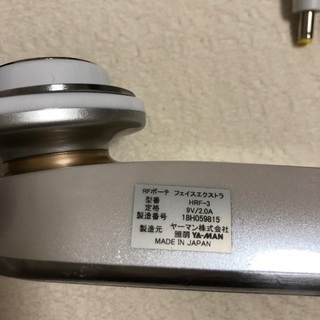 RFボーテ フェイスエクストラ
型番 HRF-3
定格 9V/2.0A
製造番号 18H059815
製造元 ヤーマン株式会社
雅萌 YA-MAN
MADE IN JAPAN